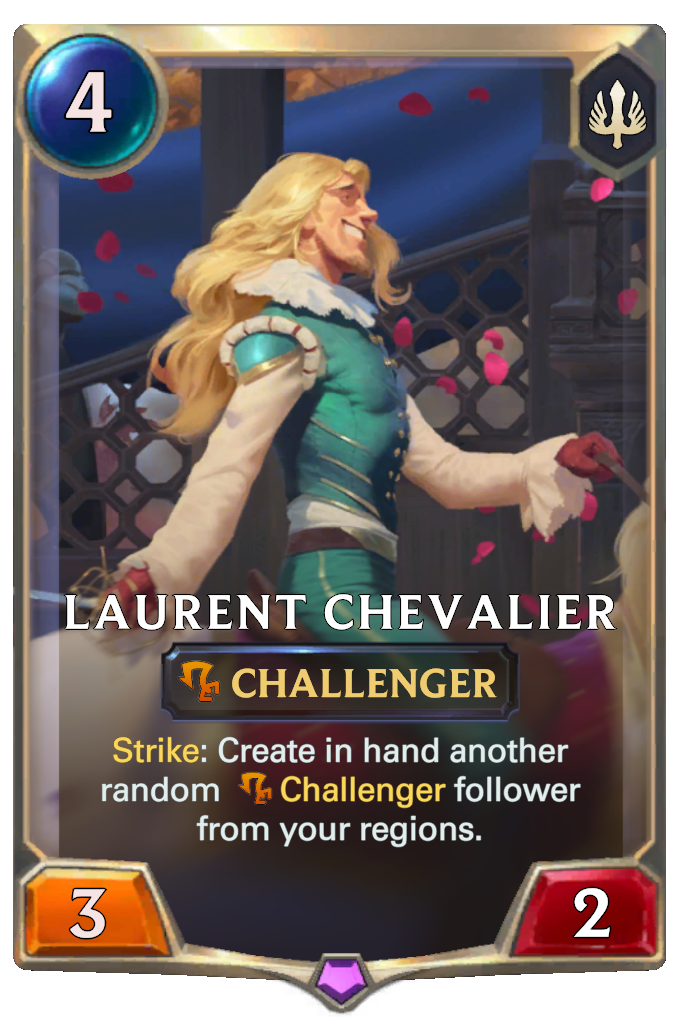 4
LAURENT CHEVALIER
CHALLENGER
Strike: Create in hand another
random Challenger follower
from your regions.
3
2